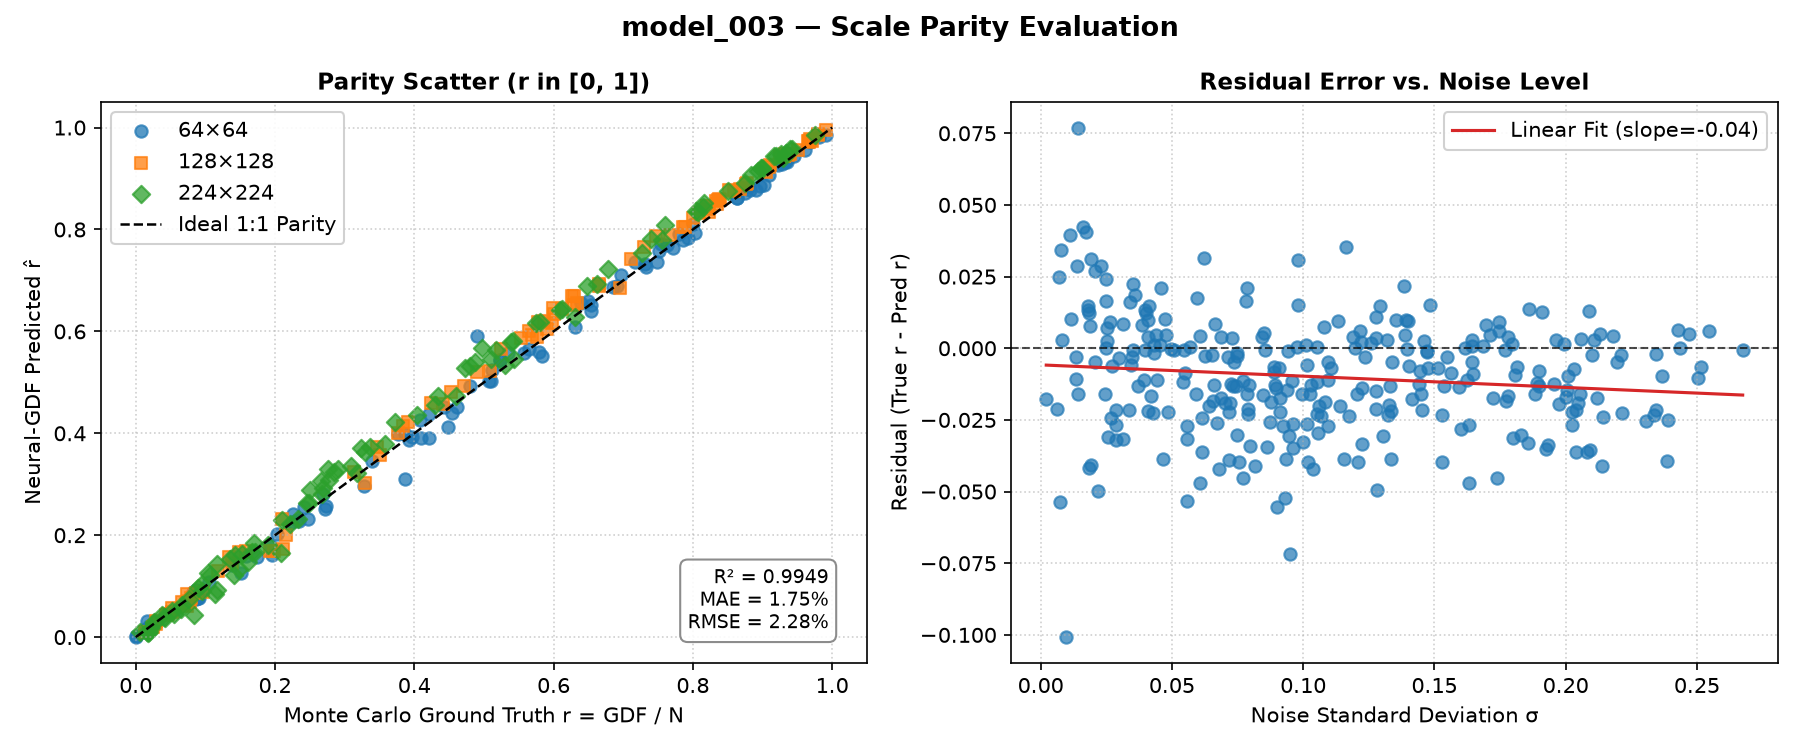 model_003 — Scale Parity Evaluation
Parity Scatter (r in [0, 1])
64×64
128×128
224×224
Ideal 1:1 Parity
1.0
0.8
0.6
0.4
0.2
0.0
Neural-GDF Predicted r̂
R² = 0.9949
MAE = 1.75%
RMSE = 2.28%
0.0 0.2 0.4 0.6 0.8 1.0
Monte Carlo Ground Truth r = GDF / N
Residual Error vs. Noise Level
Linear Fit (slope=-0.04)
0.075
0.050
0.025
0.000
−0.025
−0.050
−0.075
−0.100
Residual (True r - Pred r)
0.00 0.05 0.10 0.15 0.20 0.25
Noise Standard Deviation σ